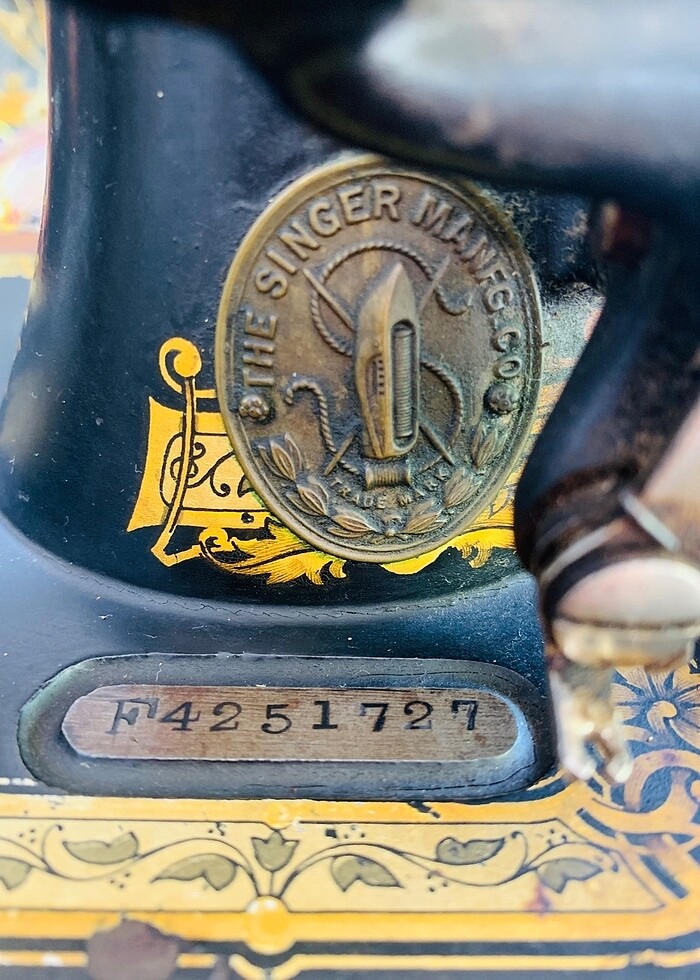 THE SINGER MANFG. CO
TRADE MARK
F4251727